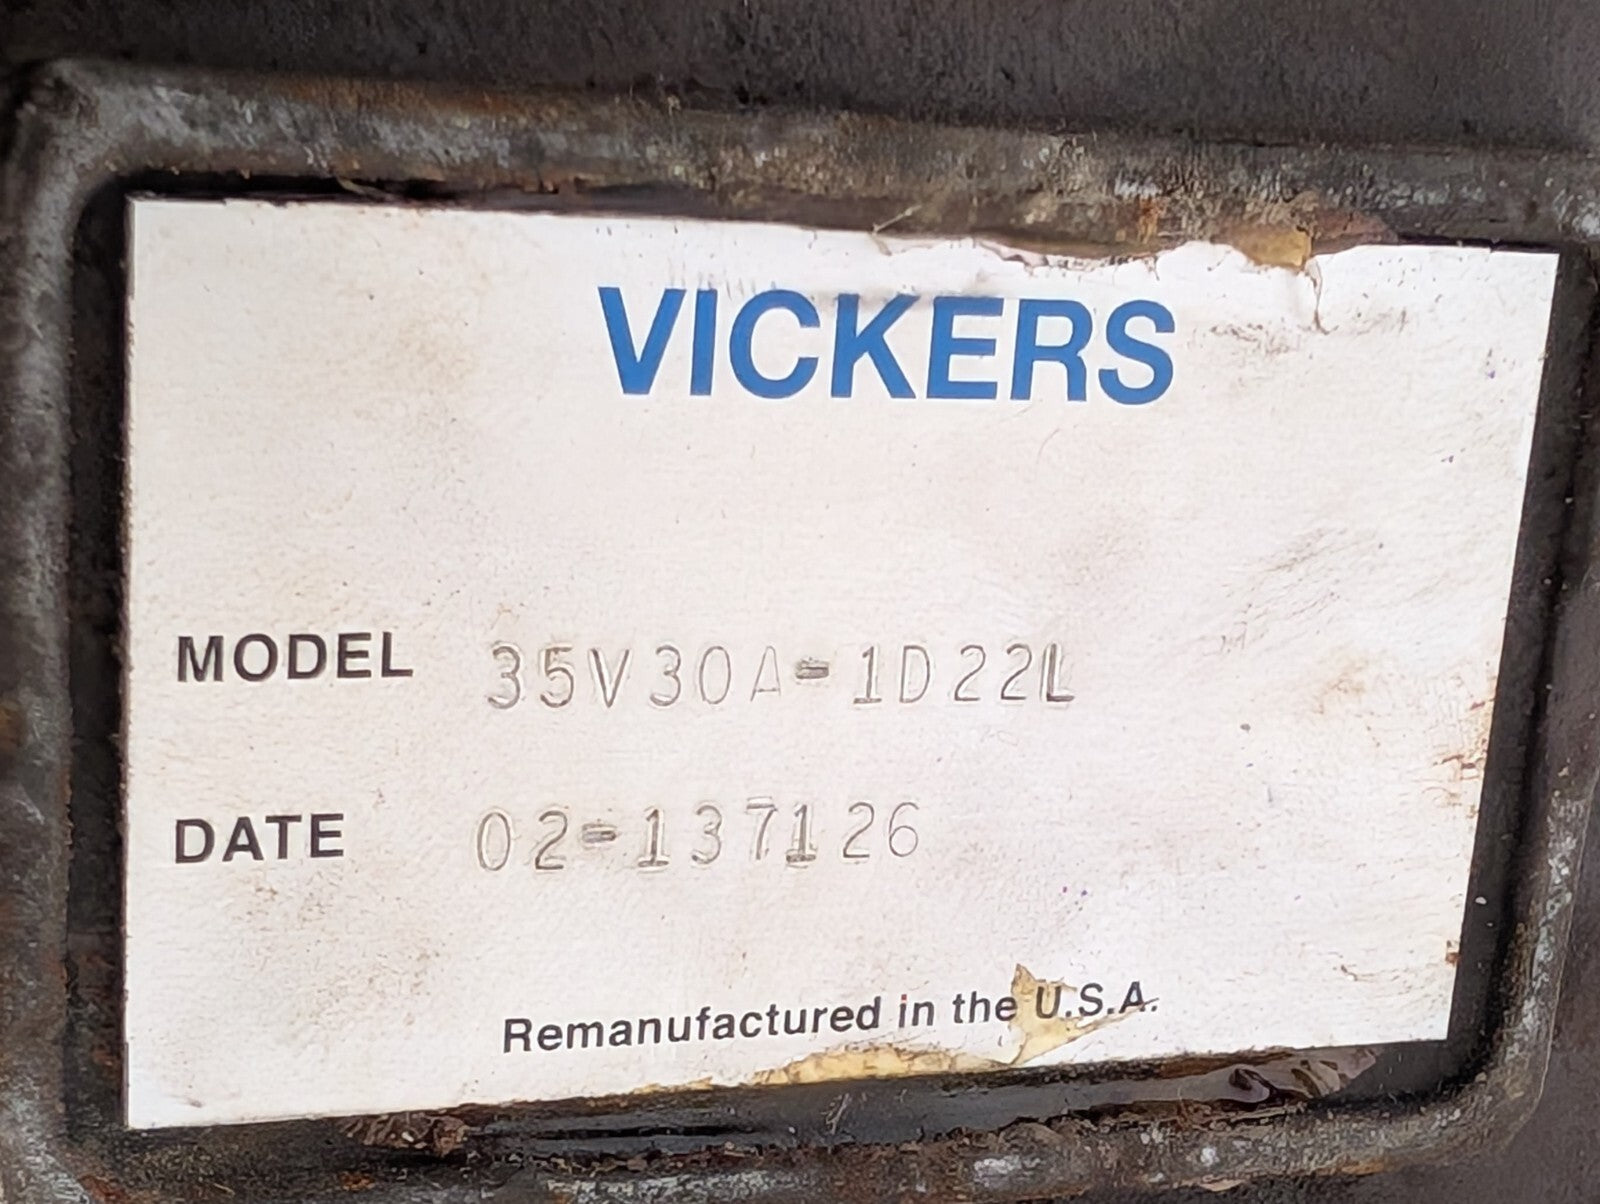 VICKERS
MODEL 35V30A-1D22L
DATE 02-137126
Remanufactured in the U.S.A.